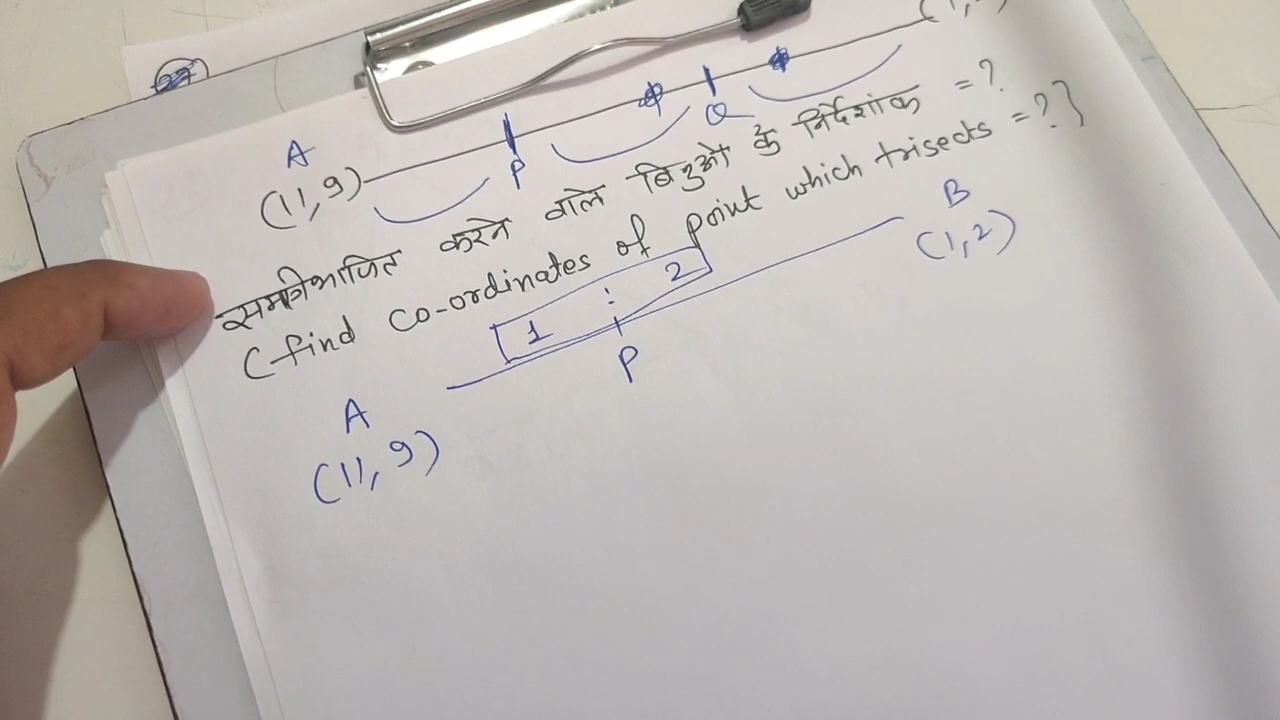 A
(11,9)
P
Q
समत्रीभाजित करने वाले बिदुओ के निर्देशांक = ?
(find co-ordinates of point which trisects = ?}
1 : 2
P
B
(1,2)
A
(11,9)